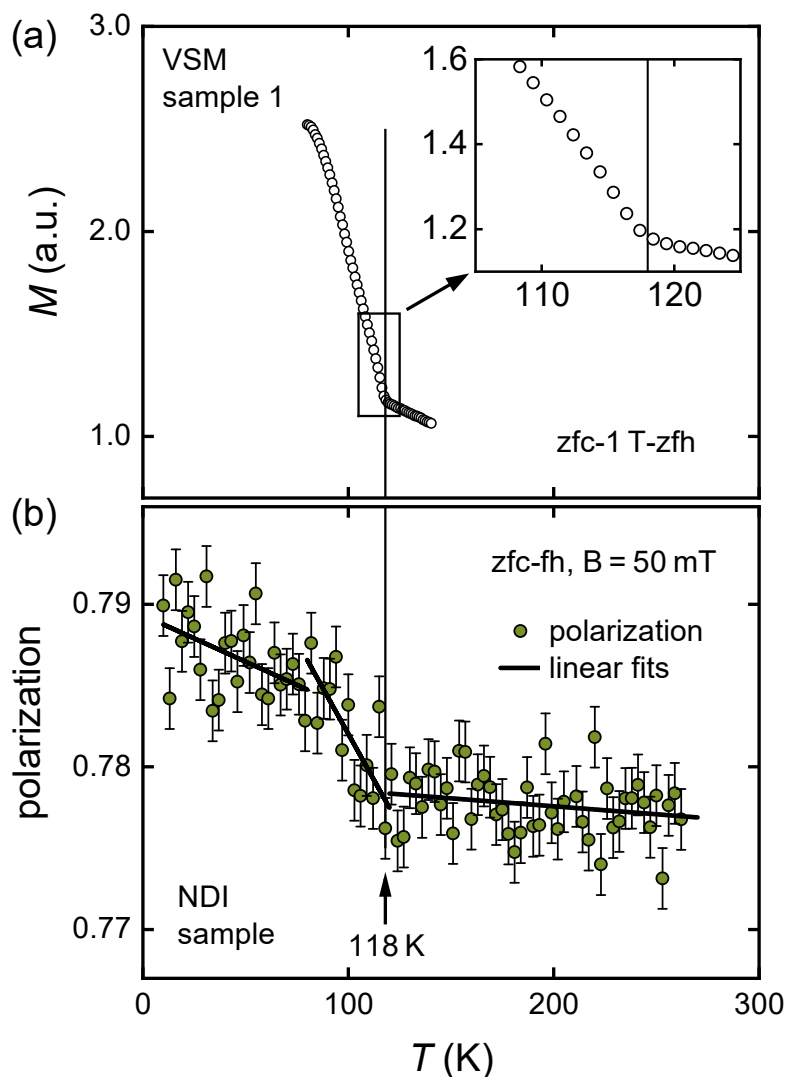 (a)
3.0
2.0
1.0
M (a.u.)
VSM
sample 1
1.6
1.4
1.2
110
120
zfc-1 T-zfh
(b)
0.79
0.78
0.77
polarization
zfc-fh, B = 50 mT
polarization
linear fits
NDI
sample
118 K
0
100
200
300
T (K)